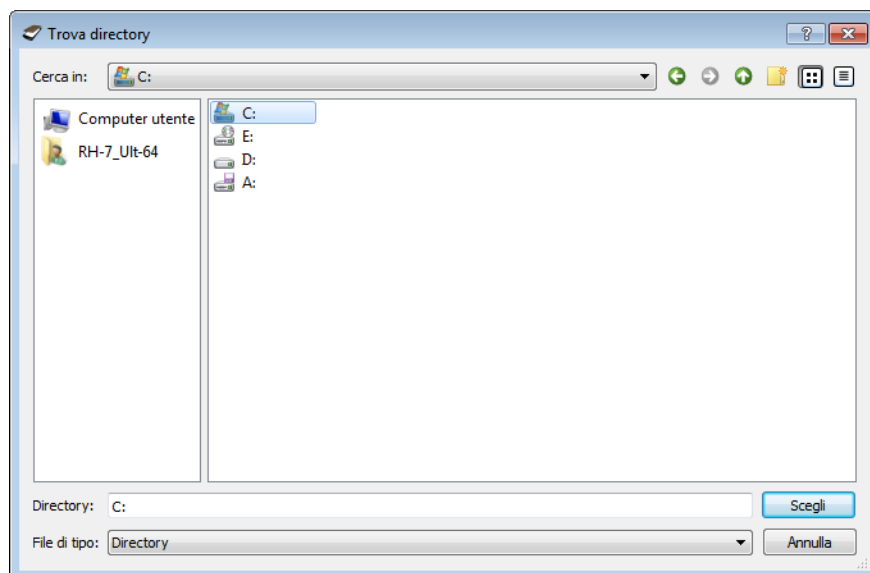 Trova directory
Cerca in: C:
Computer utente
RH-7_Ult-64
C:
E:
D:
A:
Directory: C: Scegli
File di tipo: Directory Annulla